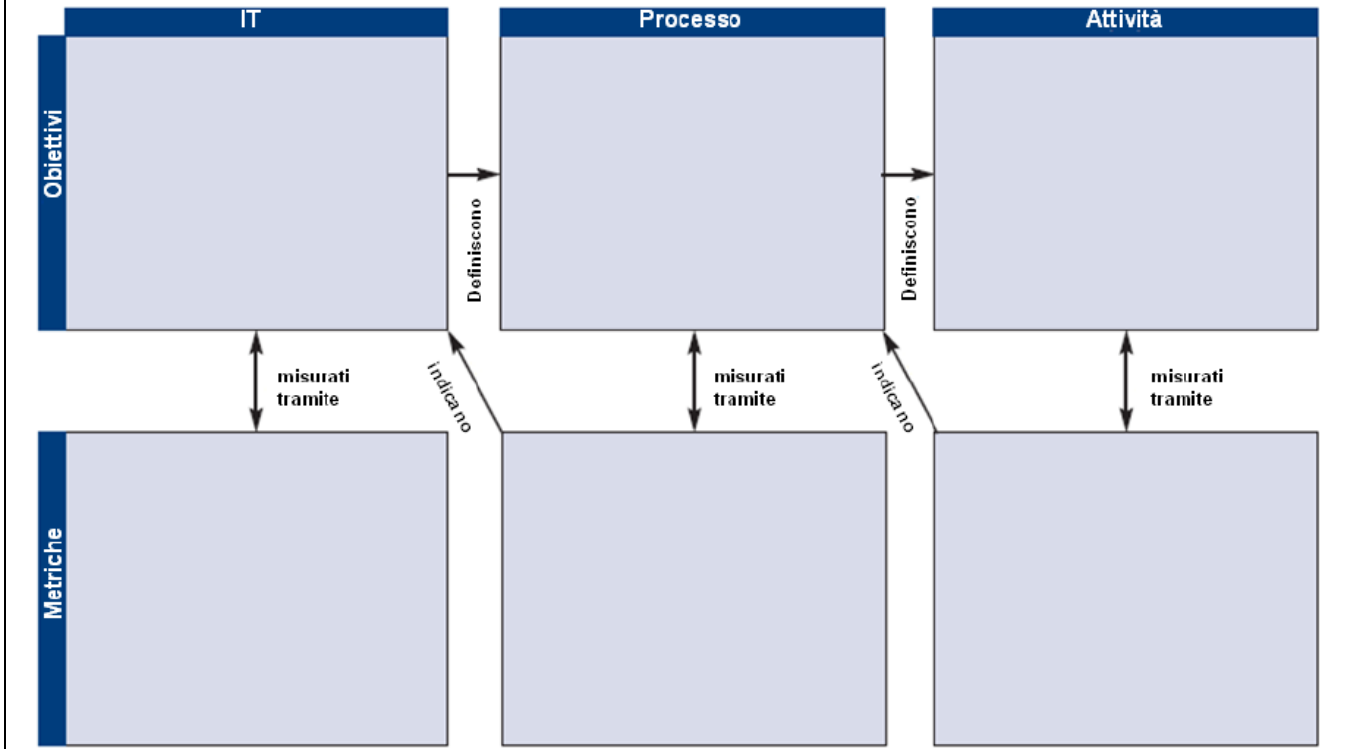 IT
Processo
Attività
Obiettivi
Definiscono
Definiscono
misurati
tramite
indicano
misurati
tramite
indicano
misurati
tramite
Metriche